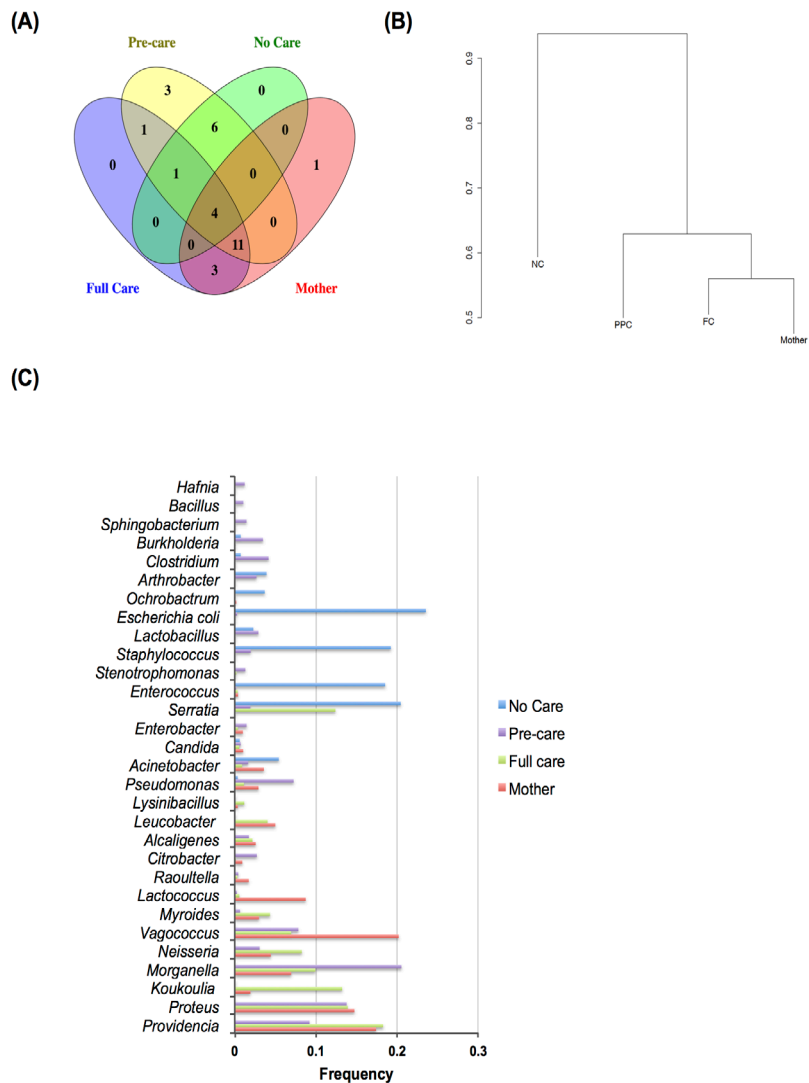 (A)
Pre-care
No Care
3
0
1
6
0
0
1
0
1
4
0
0
0
11
3
Full Care
Mother
(B)
0.9
0.8
0.7
0.6
0.5
NC
PPC
FC
Mother
(C)
Hafnia
Bacillus
Sphingobacterium
Burkholderia
Clostridium
Arthrobacter
Ochrobactrum
Escherichia coli
Lactobacillus
Staphylococcus
Stenotrophomonas
Enterococcus
Serratia
Enterobacter
Candida
Acinetobacter
Pseudomonas
Lysinibacillus
Leucobacter
Alcaligenes
Citrobacter
Raoultella
Lactococcus
Myroides
Vagococcus
Neisseria
Morganella
Koukoulia
Proteus
Providencia
0 0.1 0.2 0.3
Frequency
No Care
Pre-care
Full care
Mother